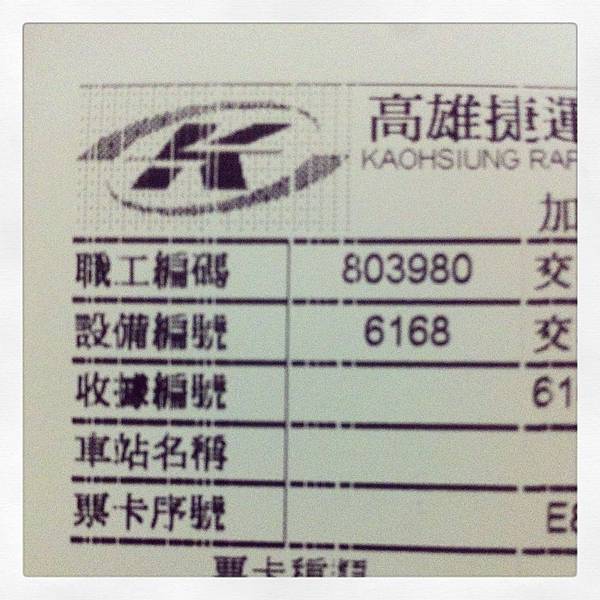 高雄捷運
KAOHSIUNG RAP
加
職工編碼 803980 交
設備編號 6168 交
收據編號 61
車站名稱
票卡序號 E8